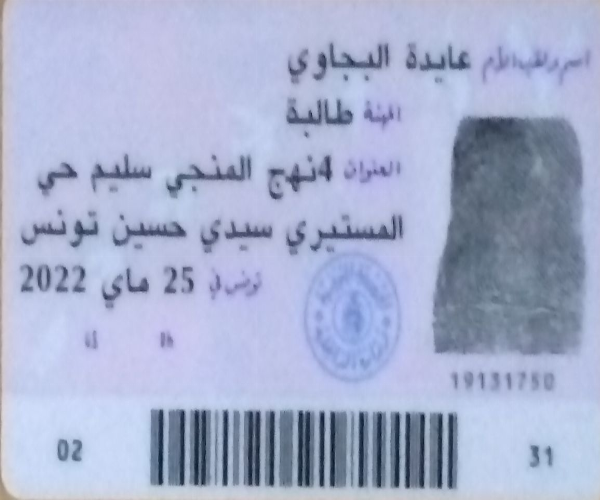 اسم ولقب الأم عايدة البجاوي
المهنة طالبة
العنوان 4نهج المنجي سليم حي
المستيري سيدي حسين تونس
تونس في 25 ماي 2022
19131750
02 31